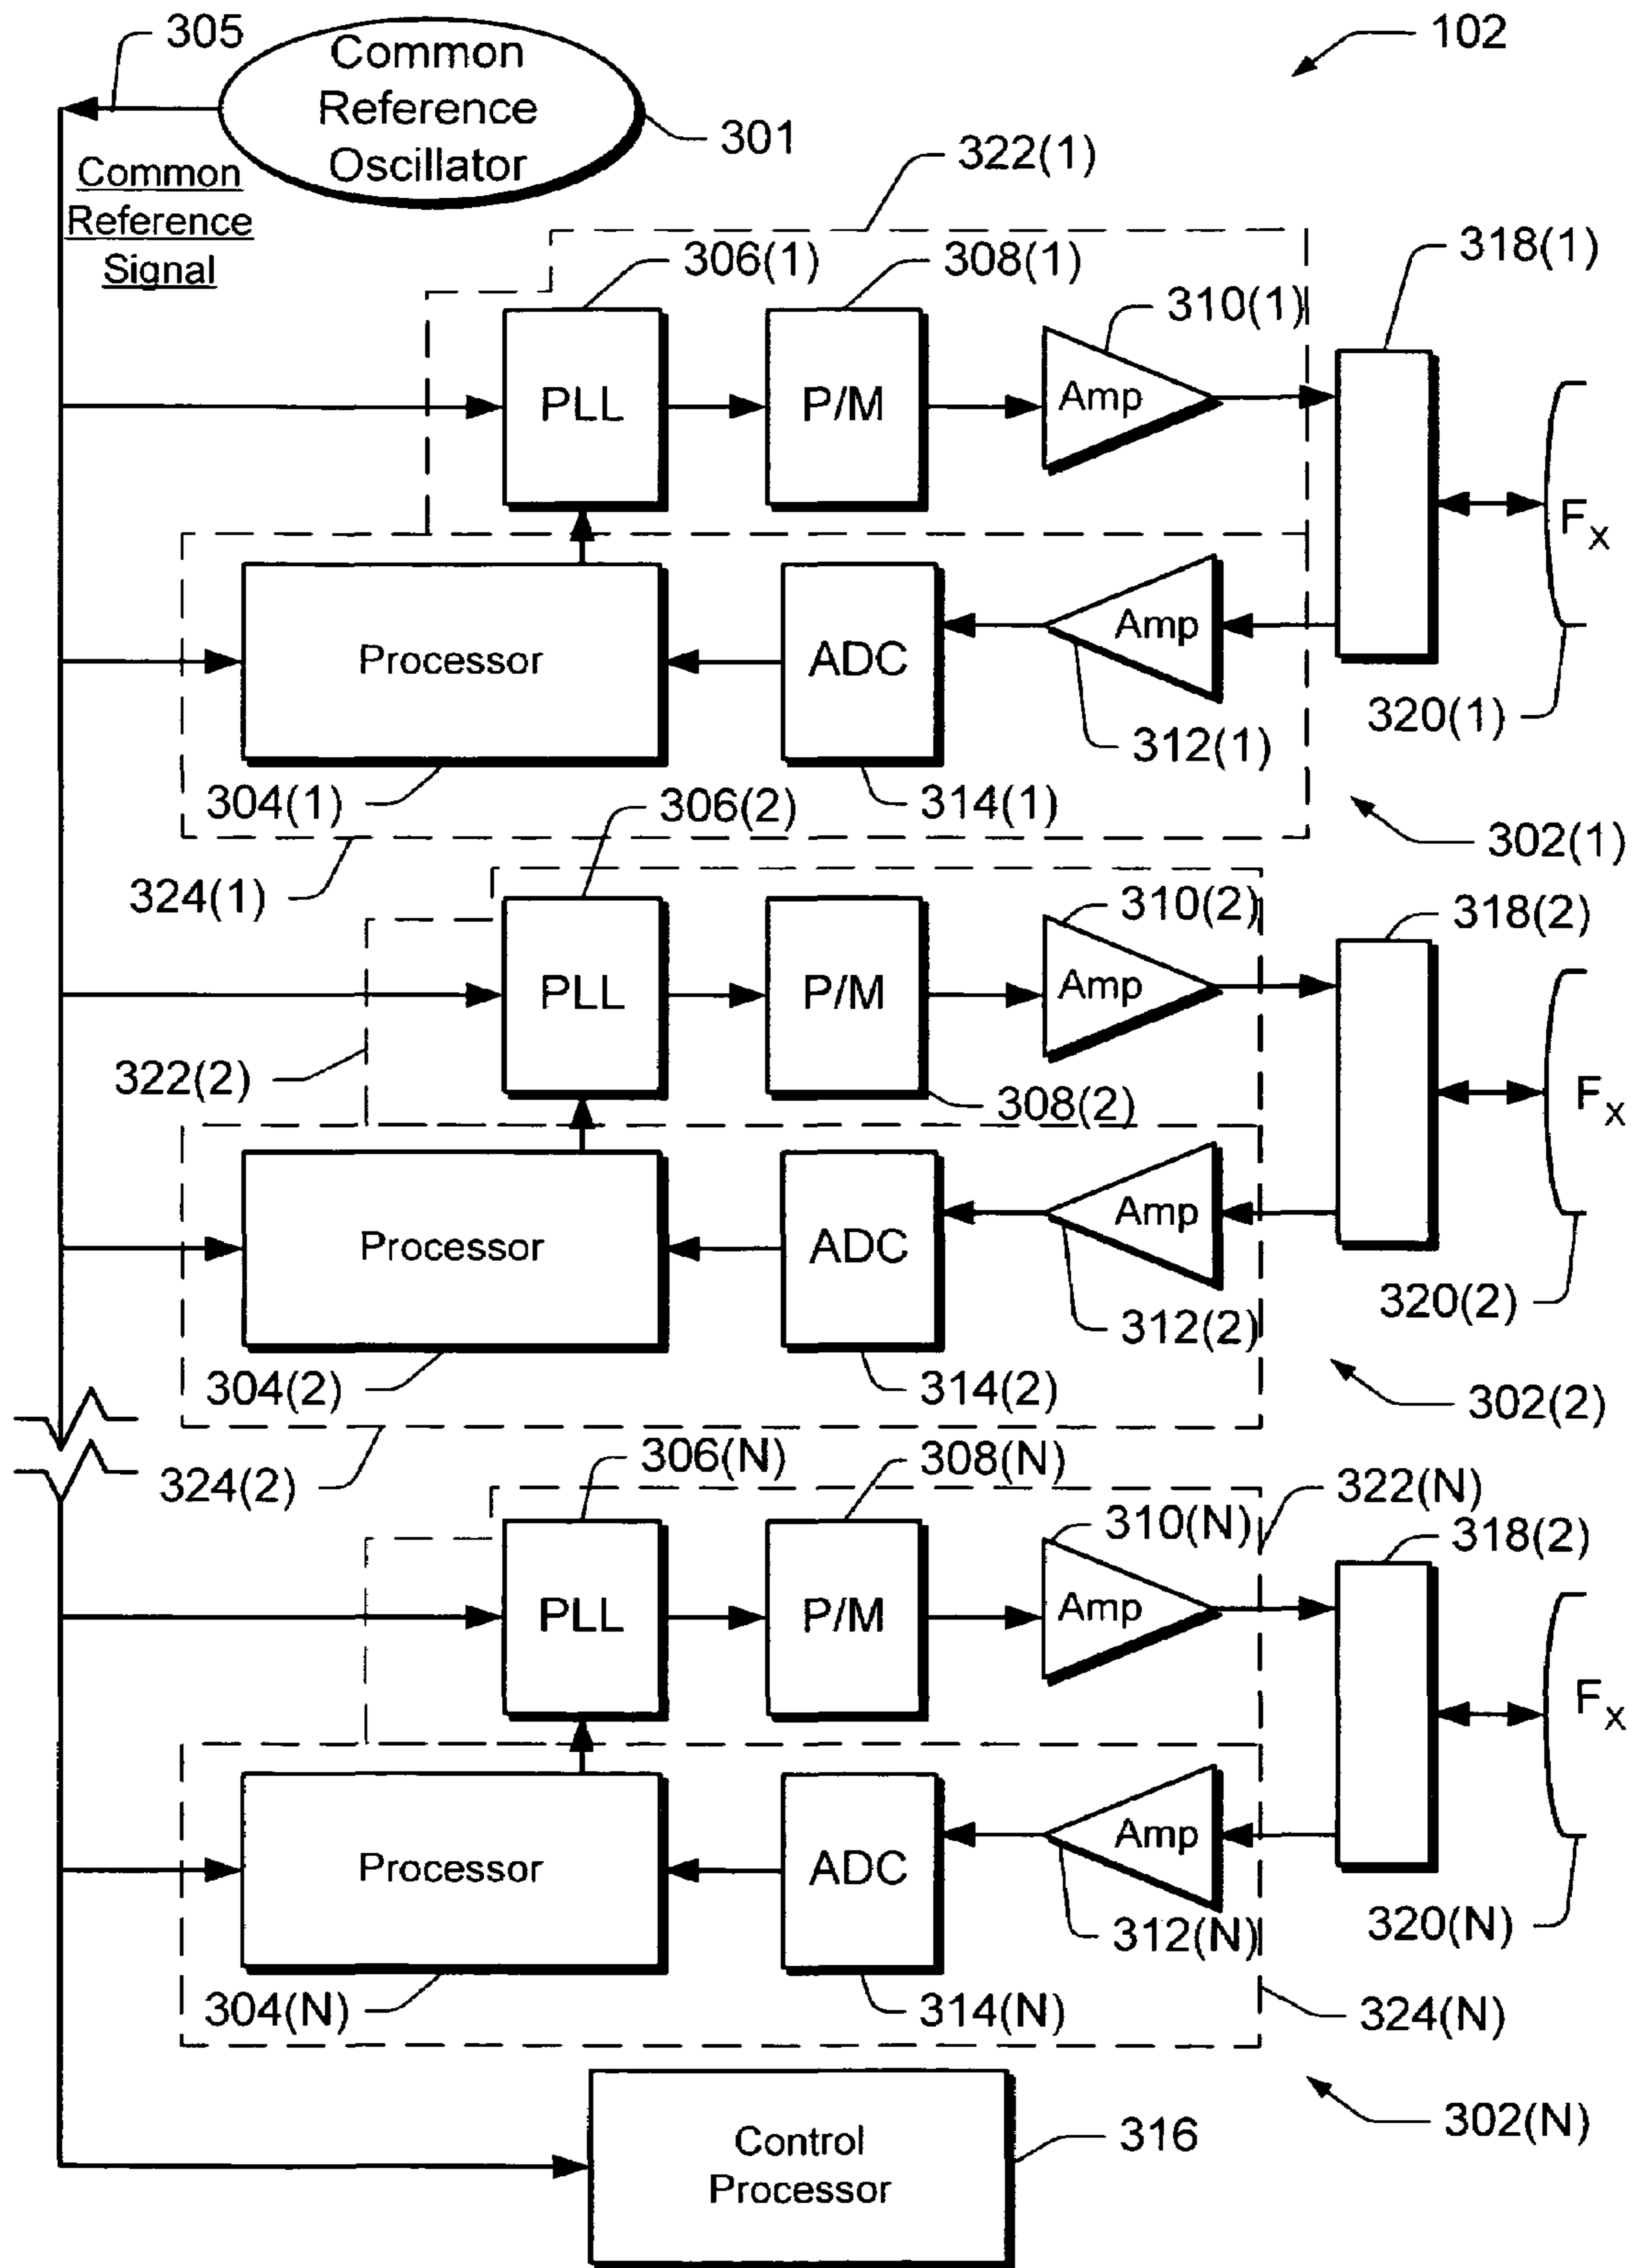 305
Common
Reference
Oscillator
102
301
Common
Reference
Signal
322(1)
306(1)
308(1)
318(1)
310(1)
PLL
P/M
Amp
Fx
Processor
ADC
Amp
320(1)
312(1)
304(1)
314(1)
306(2)
302(1)
324(1)
310(2)
318(2)
PLL
P/M
Amp
322(2)
308(2)
Fx
Processor
ADC
Amp
320(2)
312(2)
304(2)
314(2)
302(2)
306(N)
308(N)
324(2)
322(N)
310(N)
318(2)
PLL
P/M
Amp
Fx
Processor
ADC
Amp
320(N)
312(N)
304(N)
314(N)
324(N)
302(N)
316
Control
Processor